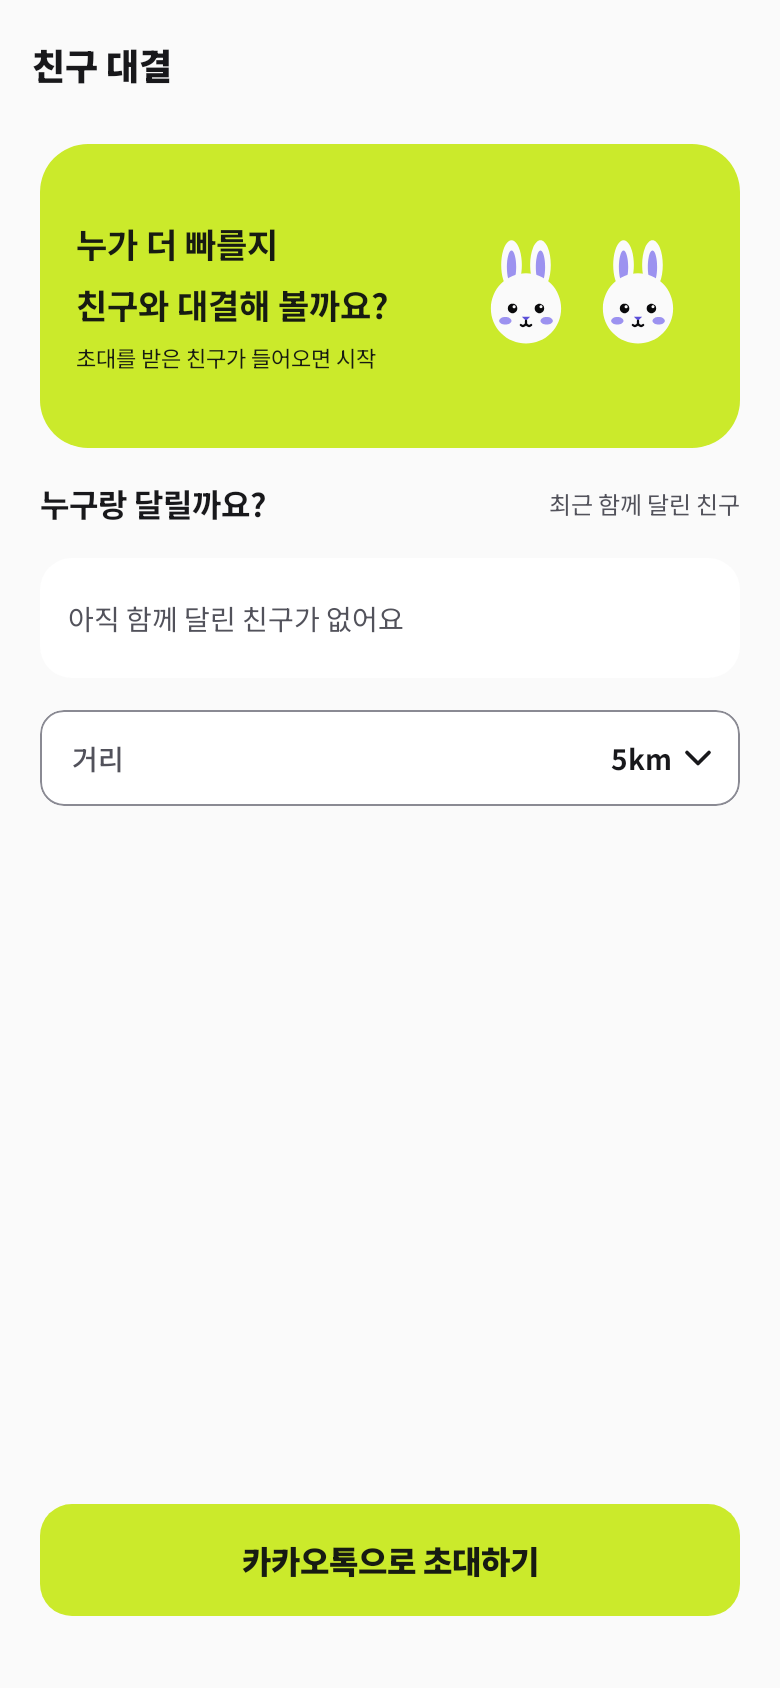 친구 대결
누가 더 빠를지
친구와 대결해 볼까요?
초대를 받은 친구가 들어오면 시작
누구랑 달릴까요?
최근 함께 달린 친구
아직 함께 달린 친구가 없어요
거리
5km
카카오톡으로 초대하기